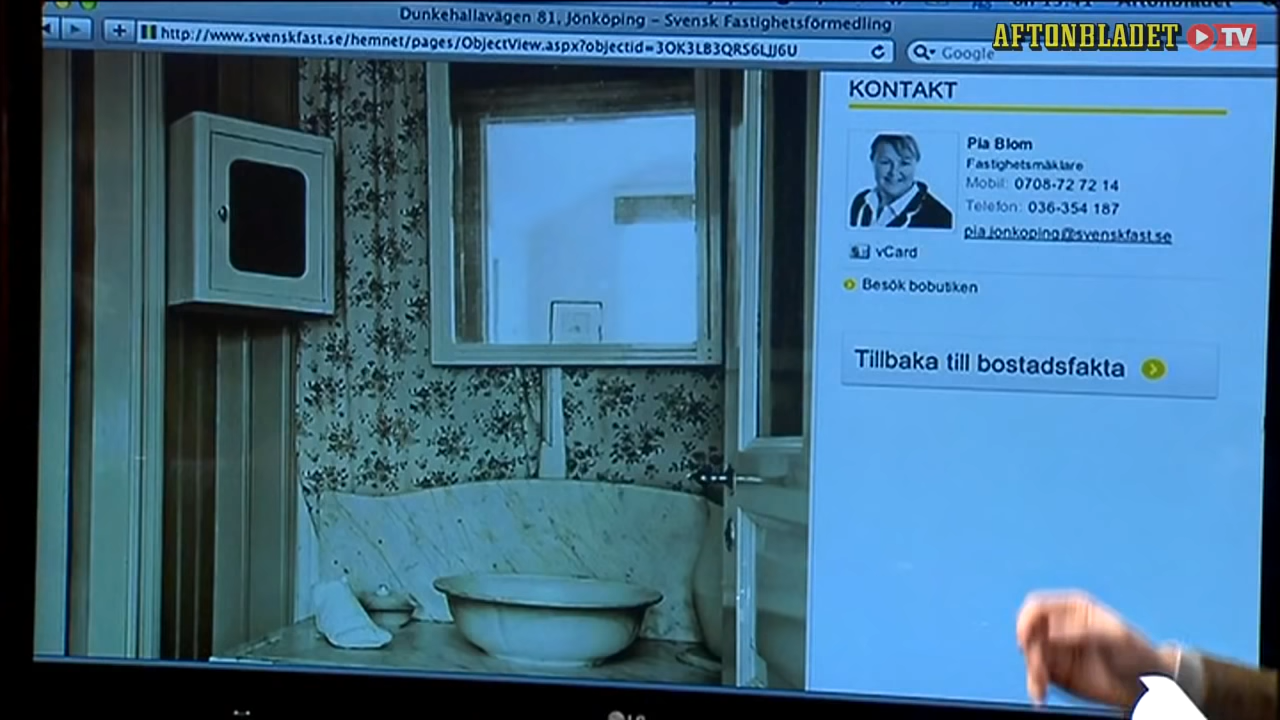 Dunkehallavägen 81, Jönköping – Svensk Fastighetsförmedling
AFTONBLADET TV
http://www.svenskfast.se/hemnet/pages/ObjectView.aspx?objectid=3OK3LB3QRS6LJJ6U
Google
KONTAKT
Pia Blom
Fastighetsmäklare
Mobil: 0708-72 72 14
Telefon: 036-354 187
pia.jonkoping@svenskfast.se
vCard
Besök bobutiken
Tillbaka till bostadsfakta
LG